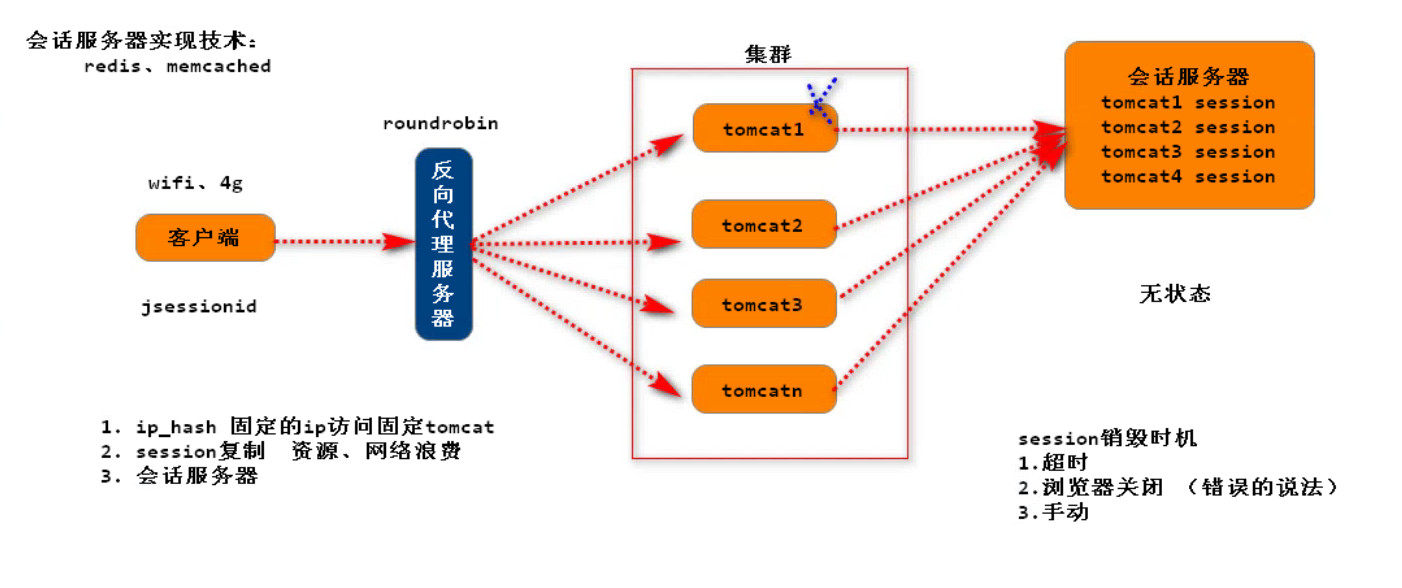 会话服务器实现技术:
redis、memcached
集群
会话服务器
tomcat1 session
tomcat2 session
tomcat3 session
tomcat4 session
roundrobin
tomcat1
反向代理服务器
wifi、4g
客户端
tomcat2
jsessionid
tomcat3
无状态
tomcatn
1. ip_hash 固定的ip访问固定tomcat
2. session复制  资源、网络浪费
3. 会话服务器
session销毁时机
1.超时
2.浏览器关闭 （错误的说法）
3.手动